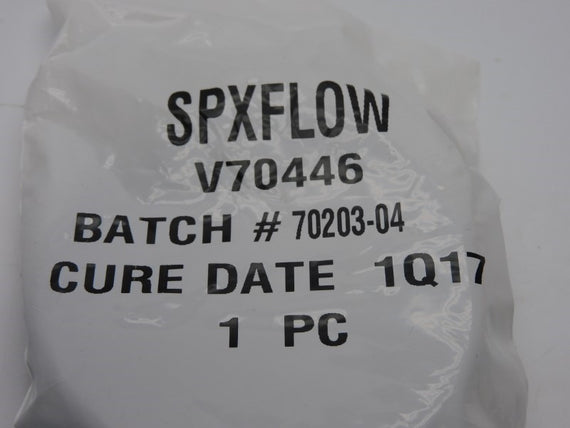 SPXFLOW
V70446
BATCH # 70203-04
CURE DATE 1Q17
1 PC